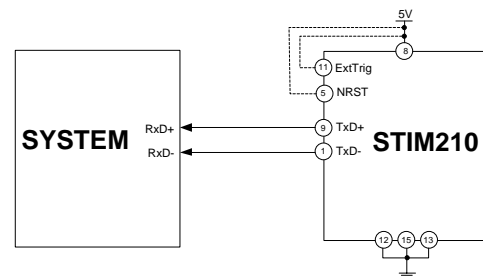 5V
8
11 ExtTrig
5 NRST
RxD+ 9 TxD+
SYSTEM STIM210
RxD- 1 TxD-
12 15 13